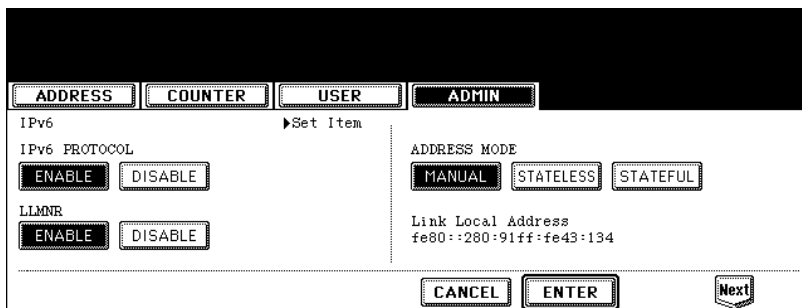 ADDRESS COUNTER USER ADMIN
IPv6 ▶Set Item
IPv6 PROTOCOL
ENABLE DISABLE
LLMNR
ENABLE DISABLE
ADDRESS MODE
MANUAL STATELESS STATEFUL
Link Local Address
fe80::280:91ff:fe43:134
CANCEL ENTER Next